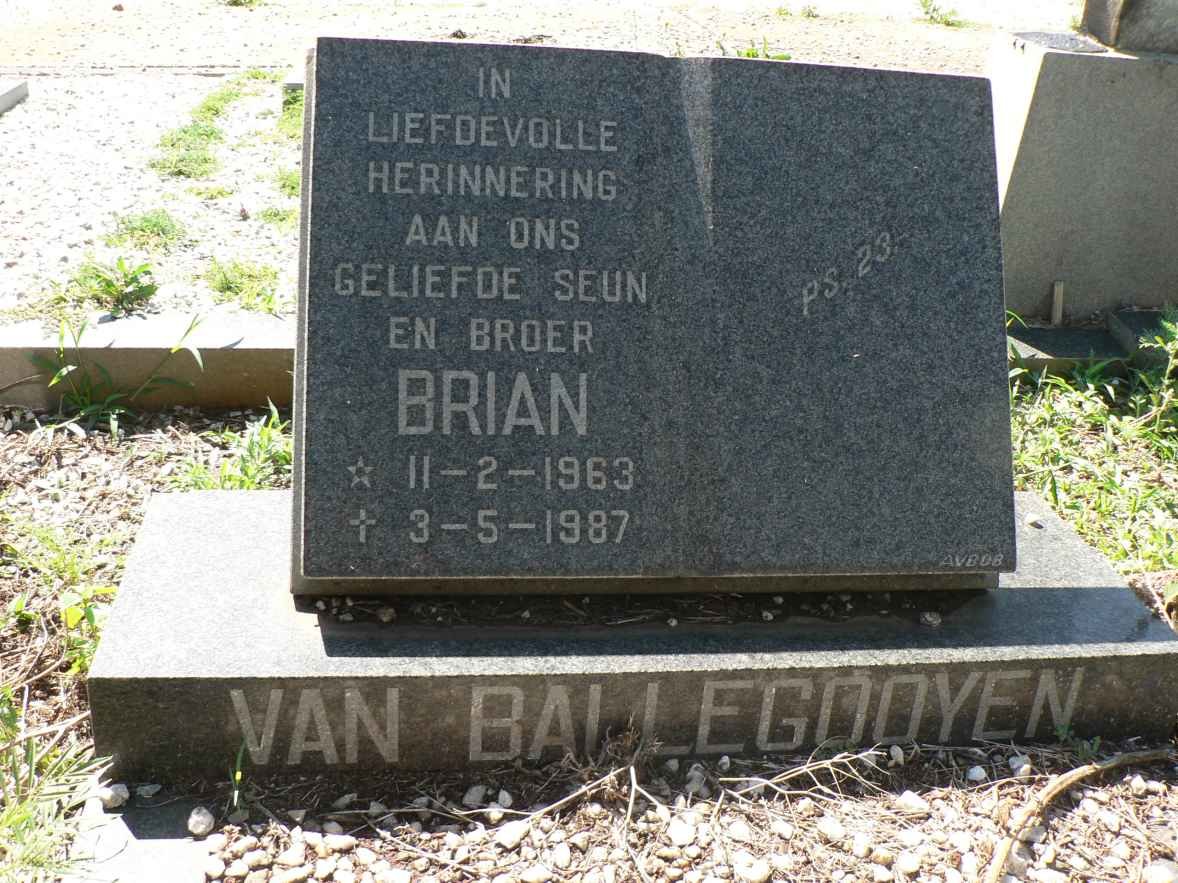 IN
LIEFDEVOLLE
HERINNERING
AAN ONS
GELIEFDE SEUN
EN BROER
BRIAN
☆ 11-2-1963
✝ 3-5-1987
PS. 23.
AVBOB
VAN BALLEGOOYEN